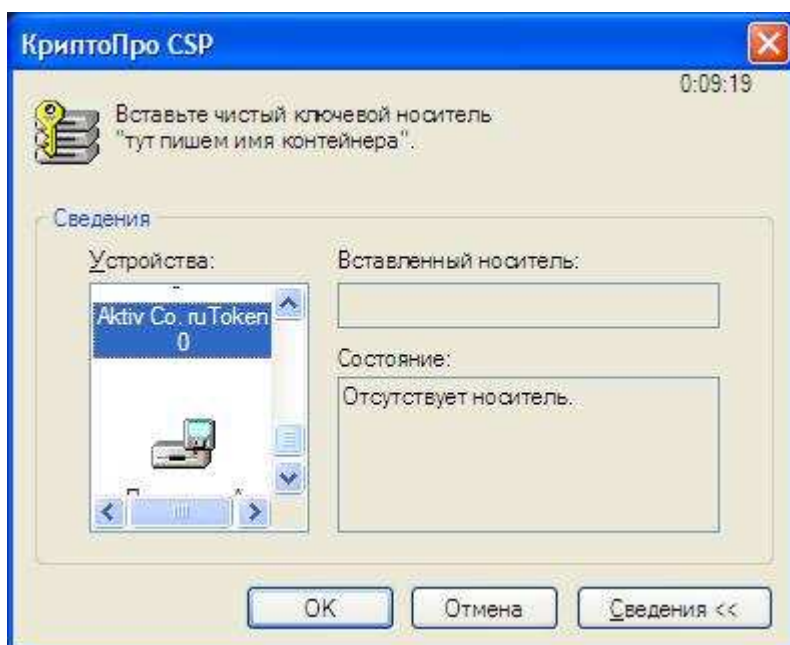 КриптоПро CSP
0:09:19
Вставьте чистый ключевой носитель
"тут пишем имя контейнера".
Сведения
Устройства:
Вставленный носитель:
Aktiv Co. ruToken
0
Состояние:
Отсутствует носитель.
OK
Отмена
Сведения <<